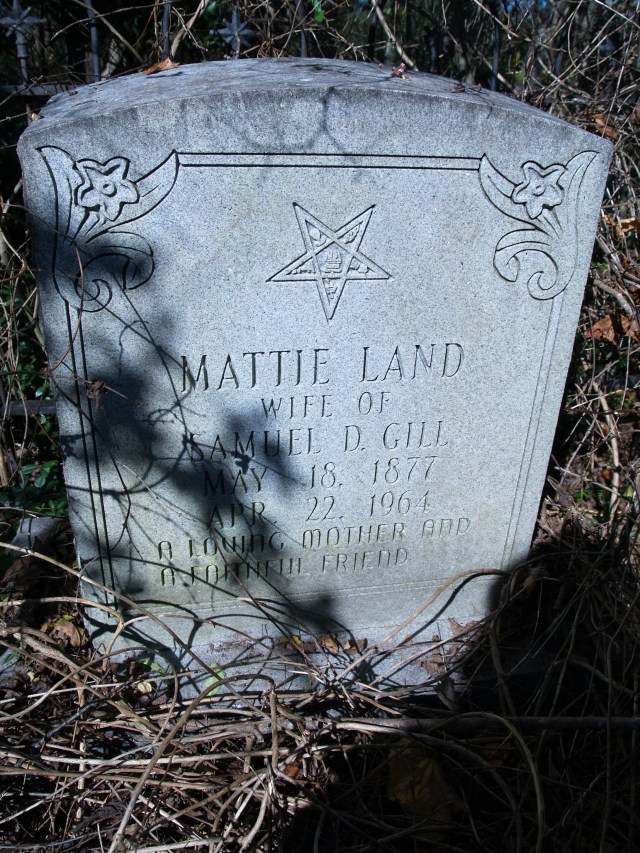 MATTIE LAND
WIFE OF
SAMUEL D. GILL
MAY 18, 1877
APR. 22, 1964
A LOVING MOTHER AND
A FAITHFUL FRIEND